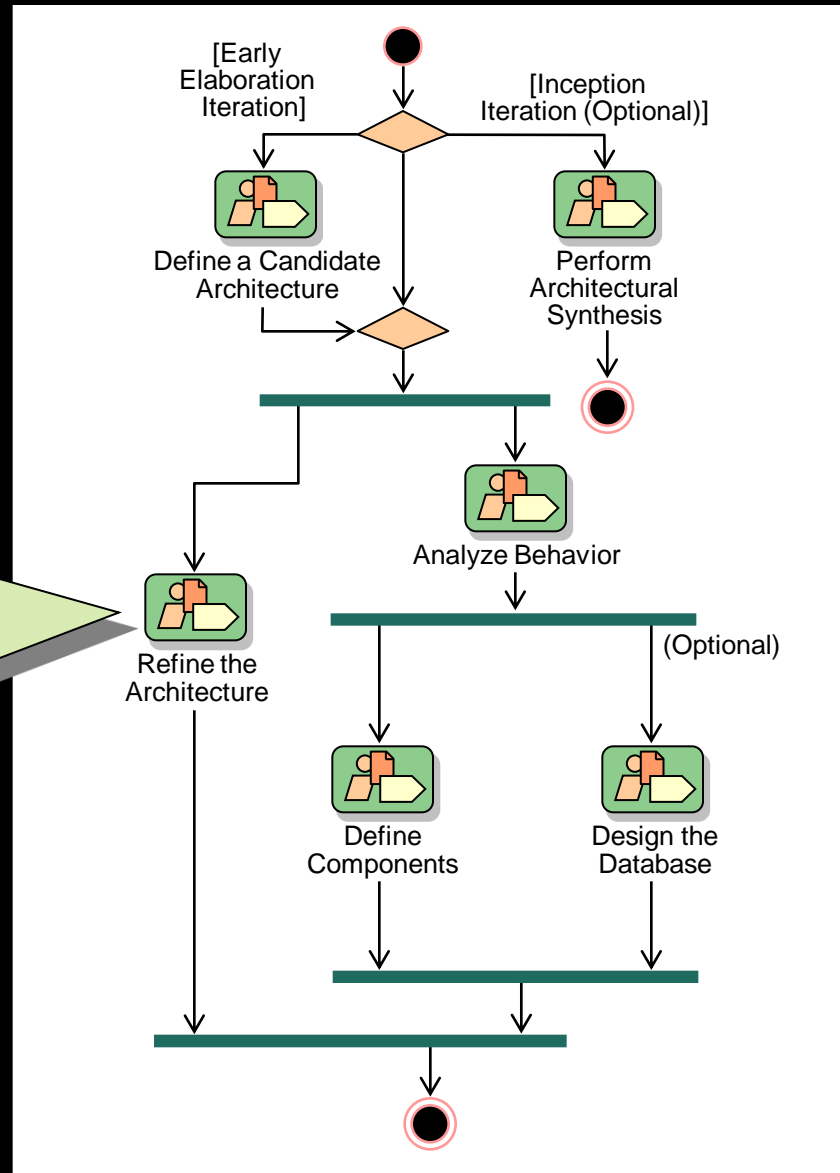 [Early
Elaboration
Iteration]
[Inception
Iteration (Optional)]
Define a Candidate
Architecture
Perform
Architectural
Synthesis
Analyze Behavior
(Optional)
Refine the
Architecture
Define
Components
Design the
Database